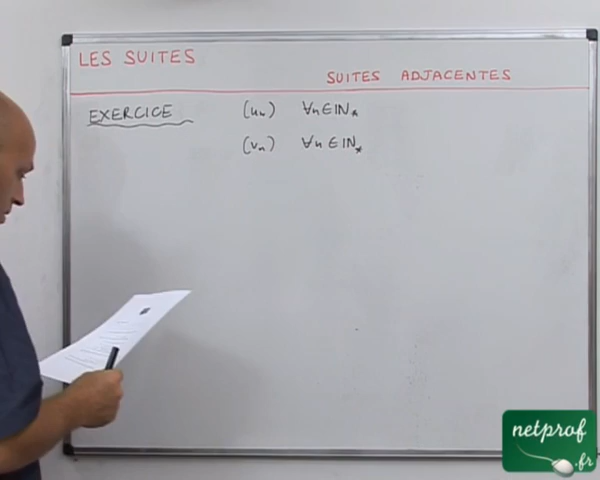 LES SUITES
SUITES ADJACENTES
EXERCICE (uₙ) ∀n∈ℕ*
(vₙ) ∀n∈ℕ*
netprof
.fr